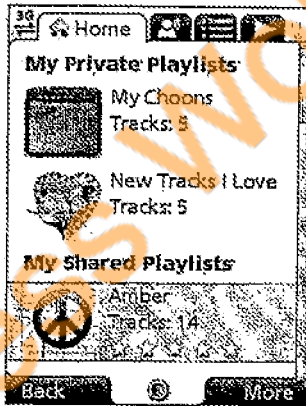 3G
Home
My Private Playlists
My Choons
Tracks: 5
New Tracks I Love
Tracks: 5
My Shared Playlists
Amber
Tracks: 14
Back
More